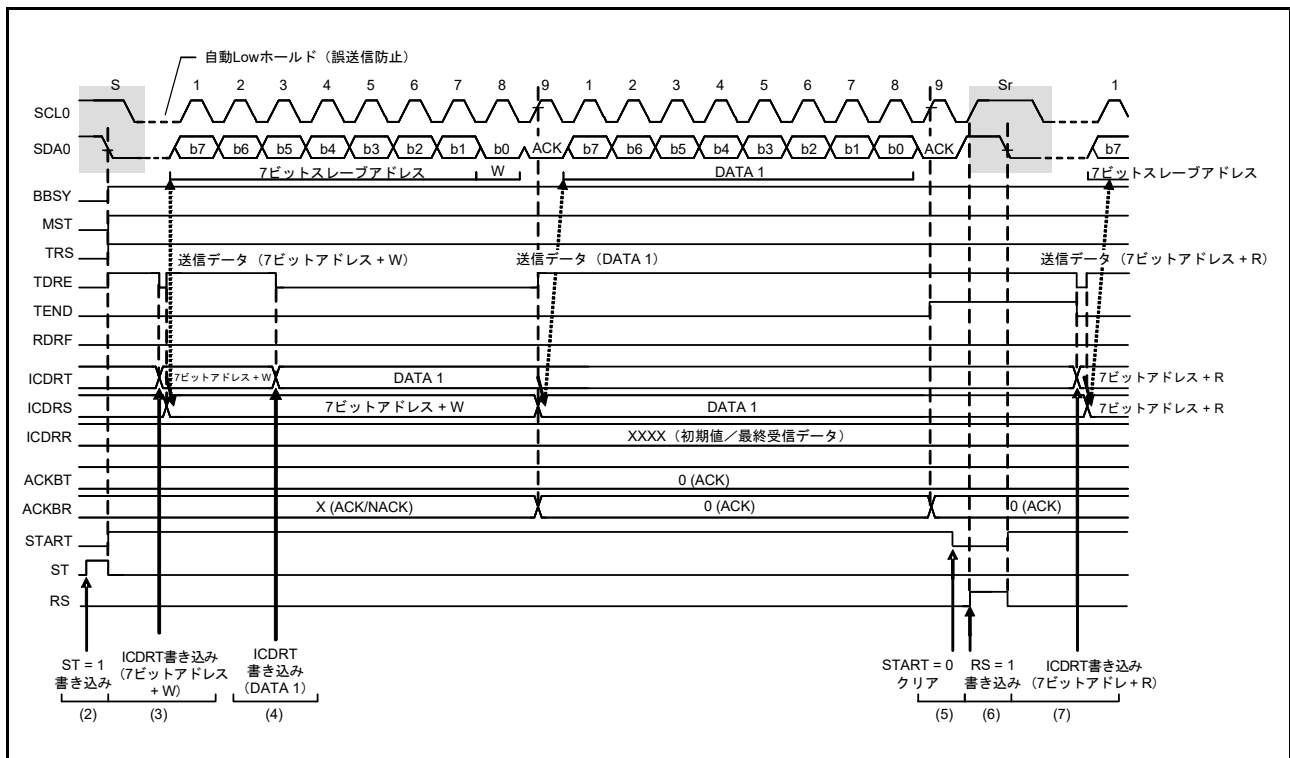 自動Lowホールド（誤送信防止）
S 1 2 3 4 5 6 7 8 9 1 2 3 4 5 6 7 8 9 Sr 1
SCL0
SDA0 b7 b6 b5 b4 b3 b2 b1 b0 ACK b7 b6 b5 b4 b3 b2 b1 b0 ACK b7
7ビットスレーブアドレス W DATA 1 7ビットスレーブアドレス
BBSY
MST
TRS
送信データ（7ビットアドレス + W） 送信データ（DATA 1） 送信データ（7ビットアドレス + R）
TDRE
TEND
RDRF
ICDRT 7ビットアドレス + W DATA 1 7ビットアドレス + R
ICDRS 7ビットアドレス + W DATA 1 7ビットアドレス + R
ICDRR XXXX（初期値／最終受信データ）
ACKBT 0 (ACK)
ACKBR X (ACK/NACK) 0 (ACK) 0 (ACK)
START
ST
RS
ST = 1
書き込み
(2)
ICDRT書き込み
（7ビットアドレス
+ W）
(3)
ICDRT
書き込み
（DATA 1）
(4)
START = 0
クリア
(5)
RS = 1
書き込み
(6)
ICDRT書き込み
（7ビットアドレ + R）
(7)